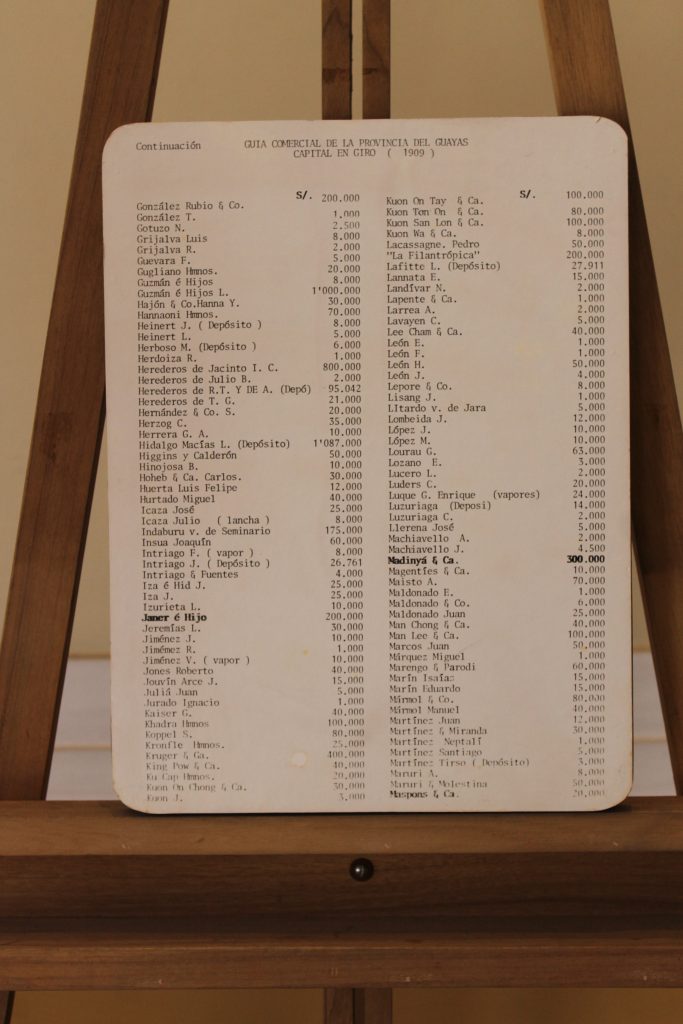 Continuación
GUIA COMERCIAL DE LA PROVINCIA DEL GUAYAS
CAPITAL EN GIRO ( 1909 )
González Rubio & Co. S/. 200.000
González T. 1.000
Gotuzo N. 2.500
Grijalva Luis 8.000
Grijalva R. 2.000
Guevara F. 5.000
Gugliano Hmnos. 20.000
Guzmán é Hijos 8.000
Guzmán é Hijos L. 1'000.000
Hajón & Co.Hanna Y. 30.000
Hannaoni Hmnos. 70.000
Heinert J. ( Depósito ) 8.000
Heinert L. 5.000
Herboso M. (Depósito ) 6.000
Herdoiza R. 1.000
Herederos de Jacinto I. C. 800.000
Herederos de Julio B. 2.000
Herederos de R.T. Y DE A. (Depó) 95.042
Herederos de T. G. 21.000
Hernández & Co. S. 20.000
Herzog C. 35.000
Herrera G. A. 10.000
Hidalgo Macías L. (Depósito) 1'087.000
Higgins y Calderón 50.000
Hinojosa B. 10.000
Hoheb & Ca. Carlos. 30.000
Huerta Luis Felipe 12.000
Hurtado Miguel 40.000
Icaza José 25.000
Icaza Julio ( lancha ) 8.000
Indaburu v. de Seminario 175.000
Insua Joaquín 60.000
Intriago F. ( vapor ) 8.000
Intriago J. ( Depósito ) 26.761
Intriago & Fuentes 4.000
Iza é Hid J. 25.000
Iza J. 25.000
Izurieta L. 10.000
Janer é Hijo 200.000
Jeremías L. 30.000
Jiménez J. 10.000
Jimémez R. 1.000
Jiménez V. ( vapor ) 10.000
Jones Roberto 40.000
Jouvín Arce J. 15.000
Juliá Juan 5.000
Jurado Ignacio 1.000
Kaiser G. 40.000
Khadra Hmnos 100.000
Koppel S. 80.000
Kronfle Hmnos. 25.000
Kruger & Ga. 400.000
King Pow & Ca. 40.000
Ku Cap Hmnos. 20.000
Kuon On Chong & Ca. 30.000
Kuon J. 3.000
Kuon On Tay & Ca. S/. 100.000
Kuon Ton On & Ca. 80.000
Kuon San Lon & Ca. 100.000
Kuon Wa & Ca. 8.000
Lacassagne. Pedro 50.000
"La Filantrópica" 200.000
Lafitte L. (Depósito) 27.911
Lannata E. 15.000
Landívar N. 2.000
Lapente & Ca. 1.000
Larrea A. 2.000
Lavayen C. 5.000
Lee Cham & Ca. 40.000
León E. 1.000
León F. 1.000
León H. 50.000
León J. 4.000
Lepore & Co. 8.000
Lisang J. 1.000
LItardo v. de Jara 5.000
Lombeida J. 12.000
López J. 10.000
López M. 10.000
Lourau G. 63.000
Lozano E. 3.000
Lucero L. 2.000
Luders C. 20.000
Luque G. Enrique (vapores) 24.000
Luzuriaga (Deposi) 14.000
Luzuriaga C. 2.000
Llerena José 5.000
Machiavello A. 2.000
Machiavello J. 4.500
Madinyá & Ca. 300.000
Magentíes & Ca. 10.000
Maisto A. 70.000
Maldonado E. 1.000
Maldonado & Co. 6.000
Maldonado Juan 25.000
Man Chong & Ca. 40.000
Man Lee & Ca. 100.000
Marcos Juan 50.000
Márquez Miguel 1.000
Marengo & Parodi 60.000
Marín Isaíaz 15.000
Marín Eduardo 15.000
Mármol & Co. 80.000
Mármol Manuel 40.000
Martínez Juan 12.000
Martínez & Miranda 30.000
Martínez Neptalí 1.000
Martínez Santiago 5.000
Martínez Tirso ( Depósito) 3.000
Maruri A. 8.000
Maruri & Molestina 50.000
Maspons & Ca. 20.000